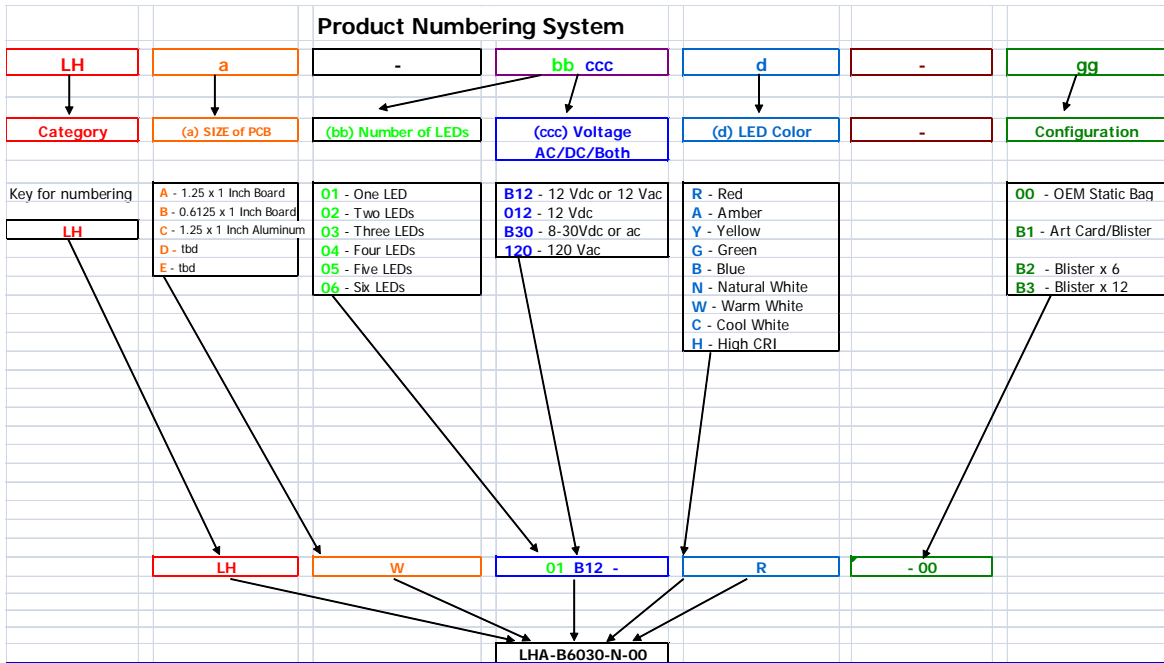 Product Numbering System
LH a - bb ccc d - gg
Category (a) SIZE of PCB (bb) Number of LEDs (ccc) Voltage (d) LED Color - Configuration
AC/DC/Both
Key for numbering
LH
A - 1.25 x 1 Inch Board
B - 0.6125 x 1 Inch Board
C - 1.25 x 1 Inch Aluminum
D - tbd
E - tbd
01 - One LED
02 - Two LEDs
03 - Three LEDs
04 - Four LEDs
05 - Five LEDs
06 - Six LEDs
B12 - 12 Vdc or 12 Vac
012 - 12 Vdc
B30 - 8-30Vdc or ac
120 - 120 Vac
R - Red
A - Amber
Y - Yellow
G - Green
B - Blue
N - Natural White
W - Warm White
C - Cool White
H - High CRI
00 - OEM Static Bag
B1 - Art Card/Blister
B2 - Blister x 6
B3 - Blister x 12
LH W 01 B12 - R - 00
LHA-B6030-N-00